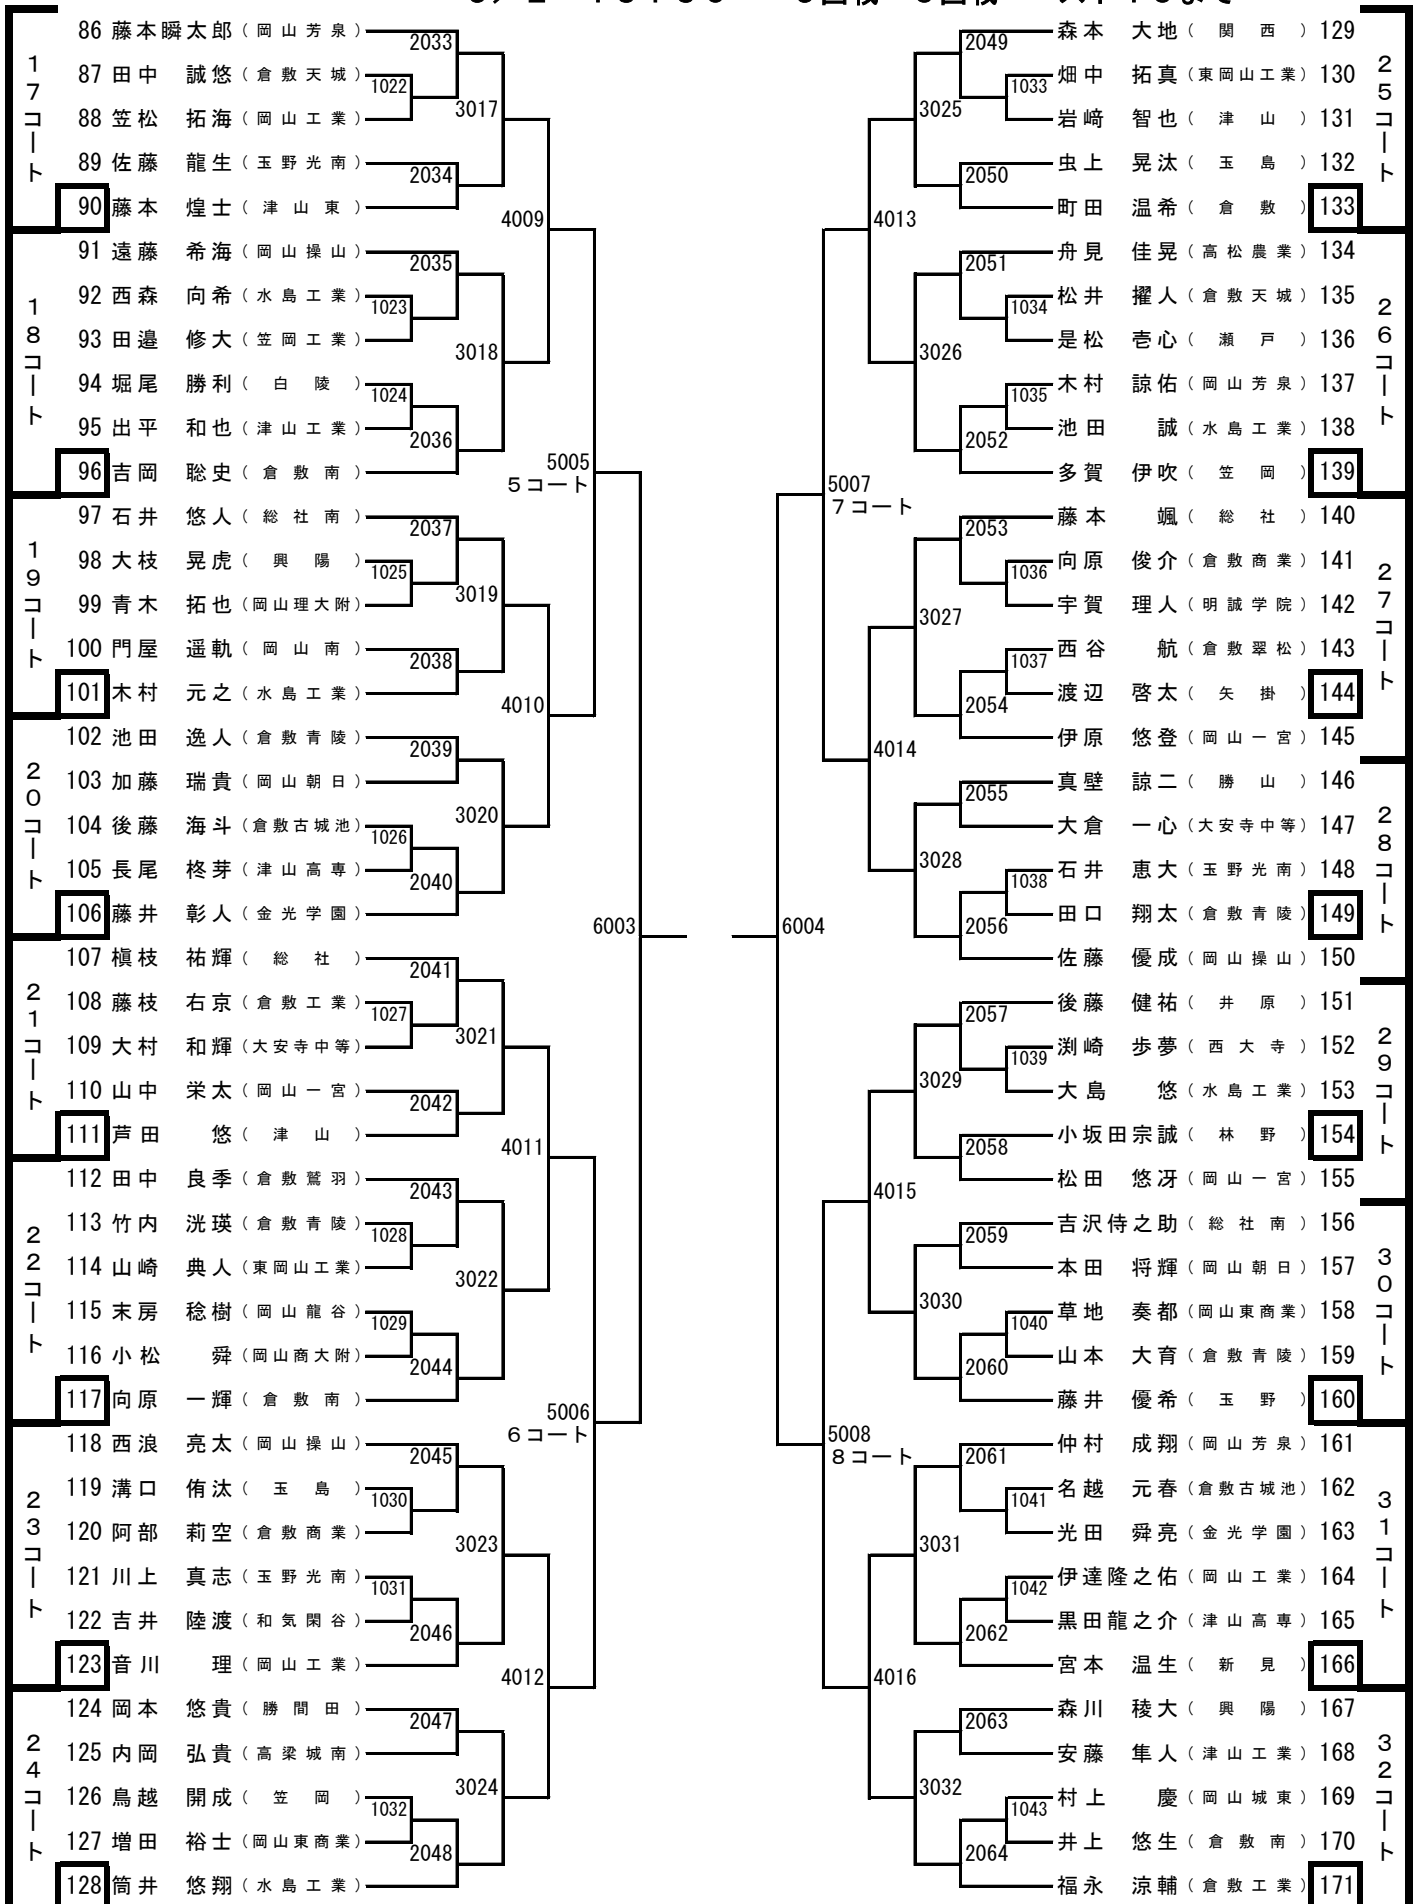 17コート
86 藤本瞬太郎(岡山芳泉)
87 田中 誠悠(倉敷天城)
88 笠松 拓海(岡山工業)
89 佐藤 龍生(玉野光南)
90 藤本 煌士(津山東)
18コート
91 遠藤 希海(岡山操山)
92 西森 向希(水島工業)
93 田邉 修大(笠岡工業)
94 堀尾 勝利(白陵)
95 出平 和也(津山工業)
96 吉岡 聡史(倉敷南)
19コート
97 石井 悠人(総社南)
98 大枝 晃虎(興陽)
99 青木 拓也(岡山理大附)
100 門屋 遥軌(岡山南)
101 木村 元之(水島工業)
20コート
102 池田 逸人(倉敷青陵)
103 加藤 瑞貴(岡山朝日)
104 後藤 海斗(倉敷古城池)
105 長尾 柊芽(津山高専)
106 藤井 彰人(金光学園)
21コート
107 槇枝 祐輝(総社)
108 藤枝 右京(倉敷工業)
109 大村 和輝(大安寺中等)
110 山中 栄太(岡山一宮)
111 芦田 悠(津山)
22コート
112 田中 良季(倉敷鷲羽)
113 竹内 洸瑛(倉敷青陵)
114 山崎 典人(東岡山工業)
115 末房 稔樹(岡山龍谷)
116 小松 舜(岡山商大附)
117 向原 一輝(倉敷南)
23コート
118 西浪 亮太(岡山操山)
119 溝口 侑汰(玉島)
120 阿部 莉空(倉敷商業)
121 川上 真志(玉野光南)
122 吉井 陸渡(和気閑谷)
123 音川 理(岡山工業)
24コート
124 岡本 悠貴(勝間田)
125 内岡 弘貴(高梁城南)
126 鳥越 開成(笠岡)
127 増田 裕士(岡山東商業)
128 筒井 悠翔(水島工業)
1022
1023
1024
1025
1026
1027
1028
1029
1030
1031
1032
2033
2034
2035
2036
2037
2038
2039
2040
2041
2042
2043
2044
2045
2046
2047
2048
3017
3018
3019
3020
3021
3022
3023
3024
4009
4010
4011
4012
5005
5コート
5006
6コート
6003
6004
5007
7コート
5008
8コート
4013
4014
4015
4016
3025
3026
3027
3028
3029
3030
3031
3032
2049
2050
2051
2052
2053
2054
2055
2056
2057
2058
2059
2060
2061
2062
2063
2064
1033
1034
1035
1036
1037
1038
1039
1040
1041
1042
1043
森本 大地(関西) 129
畑中 拓真(東岡山工業) 130
岩﨑 智也(津山) 131
虫上 晃汰(玉島) 132
町田 温希(倉敷) 133
25コート
舟見 佳晃(高松農業) 134
松井 擢人(倉敷天城) 135
是松 壱心(瀬戸) 136
木村 諒佑(岡山芳泉) 137
池田 誠(水島工業) 138
多賀 伊吹(笠岡) 139
26コート
藤本 颯(総社) 140
向原 俊介(倉敷商業) 141
宇賀 理人(明誠学院) 142
西谷 航(倉敷翠松) 143
渡辺 啓太(矢掛) 144
伊原 悠登(岡山一宮) 145
27コート
真壁 諒二(勝山) 146
大倉 一心(大安寺中等) 147
石井 恵大(玉野光南) 148
田口 翔太(倉敷青陵) 149
佐藤 優成(岡山操山) 150
28コート
後藤 健祐(井原) 151
渕崎 歩夢(西大寺) 152
大島 悠(水島工業) 153
小坂田宗誠(林野) 154
松田 悠冴(岡山一宮) 155
29コート
吉沢侍之助(総社南) 156
本田 将輝(岡山朝日) 157
草地 奏都(岡山東商業) 158
山本 大育(倉敷青陵) 159
藤井 優希(玉野) 160
30コート
仲村 成翔(岡山芳泉) 161
名越 元春(倉敷古城池) 162
光田 舜亮(金光学園) 163
伊達隆之佑(岡山工業) 164
黒田龍之介(津山高専) 165
宮本 温生(新見) 166
31コート
森川 稜大(興陽) 167
安藤 隼人(津山工業) 168
村上 慶(岡山城東) 169
井上 悠生(倉敷南) 170
福永 涼輔(倉敷工業) 171
32コート